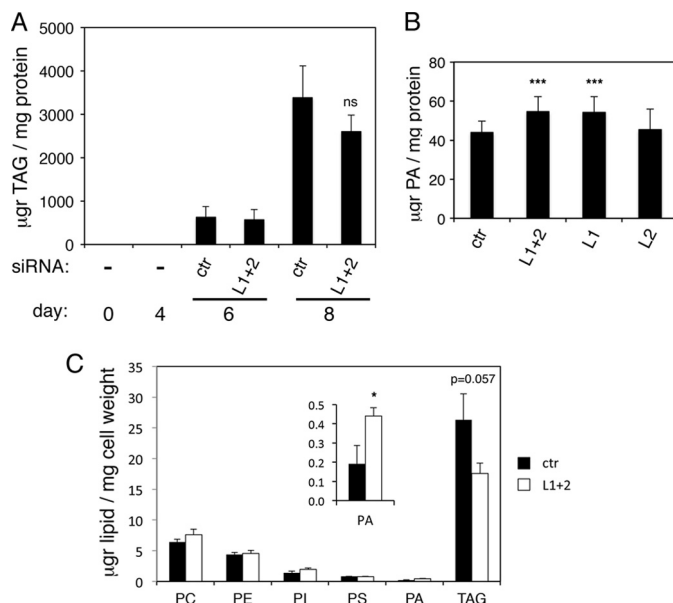 A
5000
4000
3000
2000
1000
0
μgr TAG / mg protein
ns
siRNA: - - ctr L1+2 ctr L1+2
day: 0 4 6 8
B
80
60
40
20
0
μgr PA / mg protein
*** ***
ctr L1+2 L1 L2
C
35
30
25
20
15
10
5
0
μgr lipid / mg cell weight
0.5
0.4
0.3
0.2
0.1
0.0
*
PA
p=0.057
ctr
L1+2
PC PE PI PS PA TAG